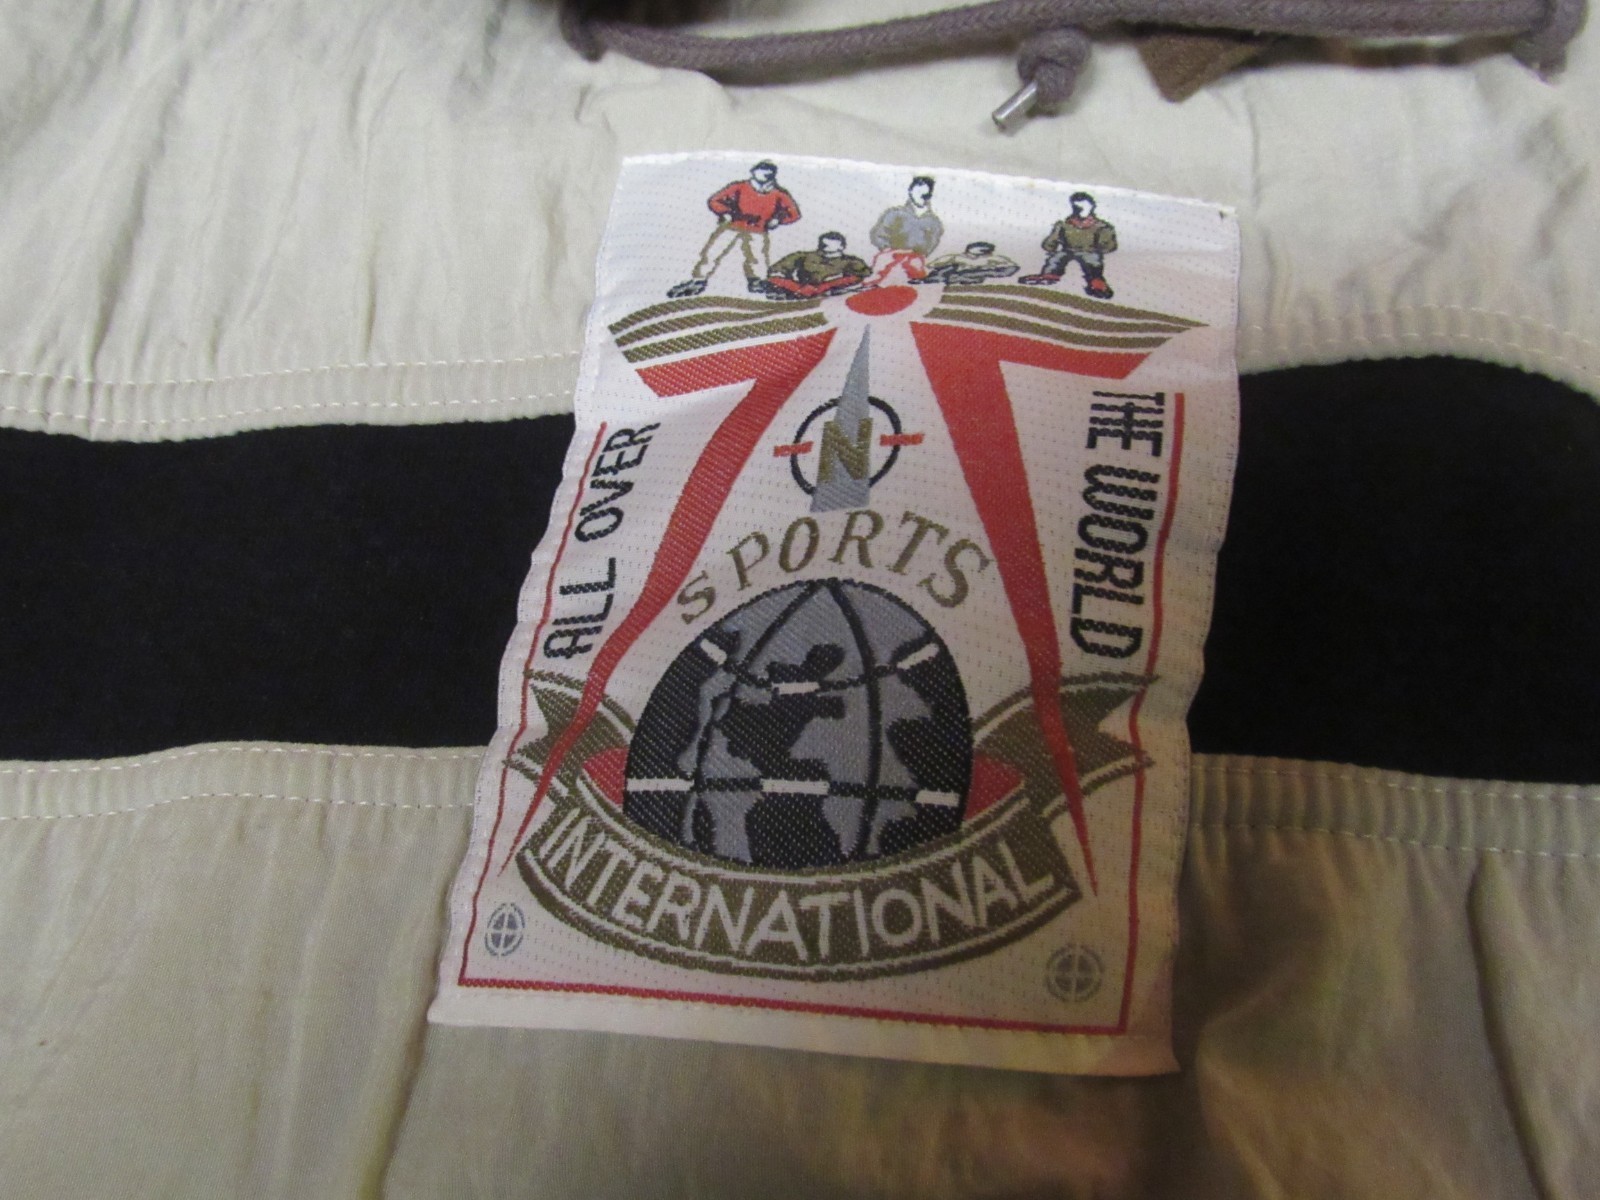 N
ALL OVER
THE WORLD
SPORTS
INTERNATIONAL